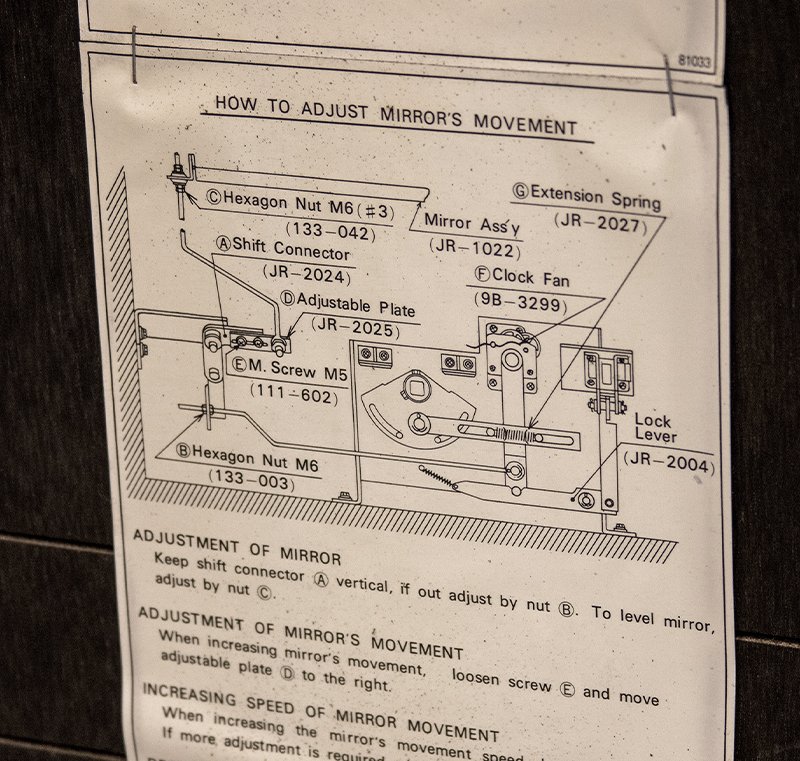 81033
HOW TO ADJUST MIRROR'S MOVEMENT
Ⓖ Extension Spring
(JR-2027)
Ⓒ Hexagon Nut M6 (#3)
(133-042)
Mirror Ass'y
(JR-1022)
Ⓐ Shift Connector
(JR-2024)
Ⓕ Clock Fan
(9B-3299)
Ⓓ Adjustable Plate
(JR-2025)
Ⓔ M. Screw M5
(111-602)
Lock
Lever
(JR-2004)
Ⓑ Hexagon Nut M6
(133-003)
ADJUSTMENT OF MIRROR
Keep shift connector Ⓐ vertical, if out adjust by nut Ⓑ. To level mirror,
adjust by nut Ⓒ.
ADJUSTMENT OF MIRROR'S MOVEMENT
When increasing mirror's movement, loosen screw Ⓔ and move
adjustable plate Ⓓ to the right.
INCREASING SPEED OF MIRROR MOVEMENT
When increasing the mirror's movement speed
If more adjustment is required